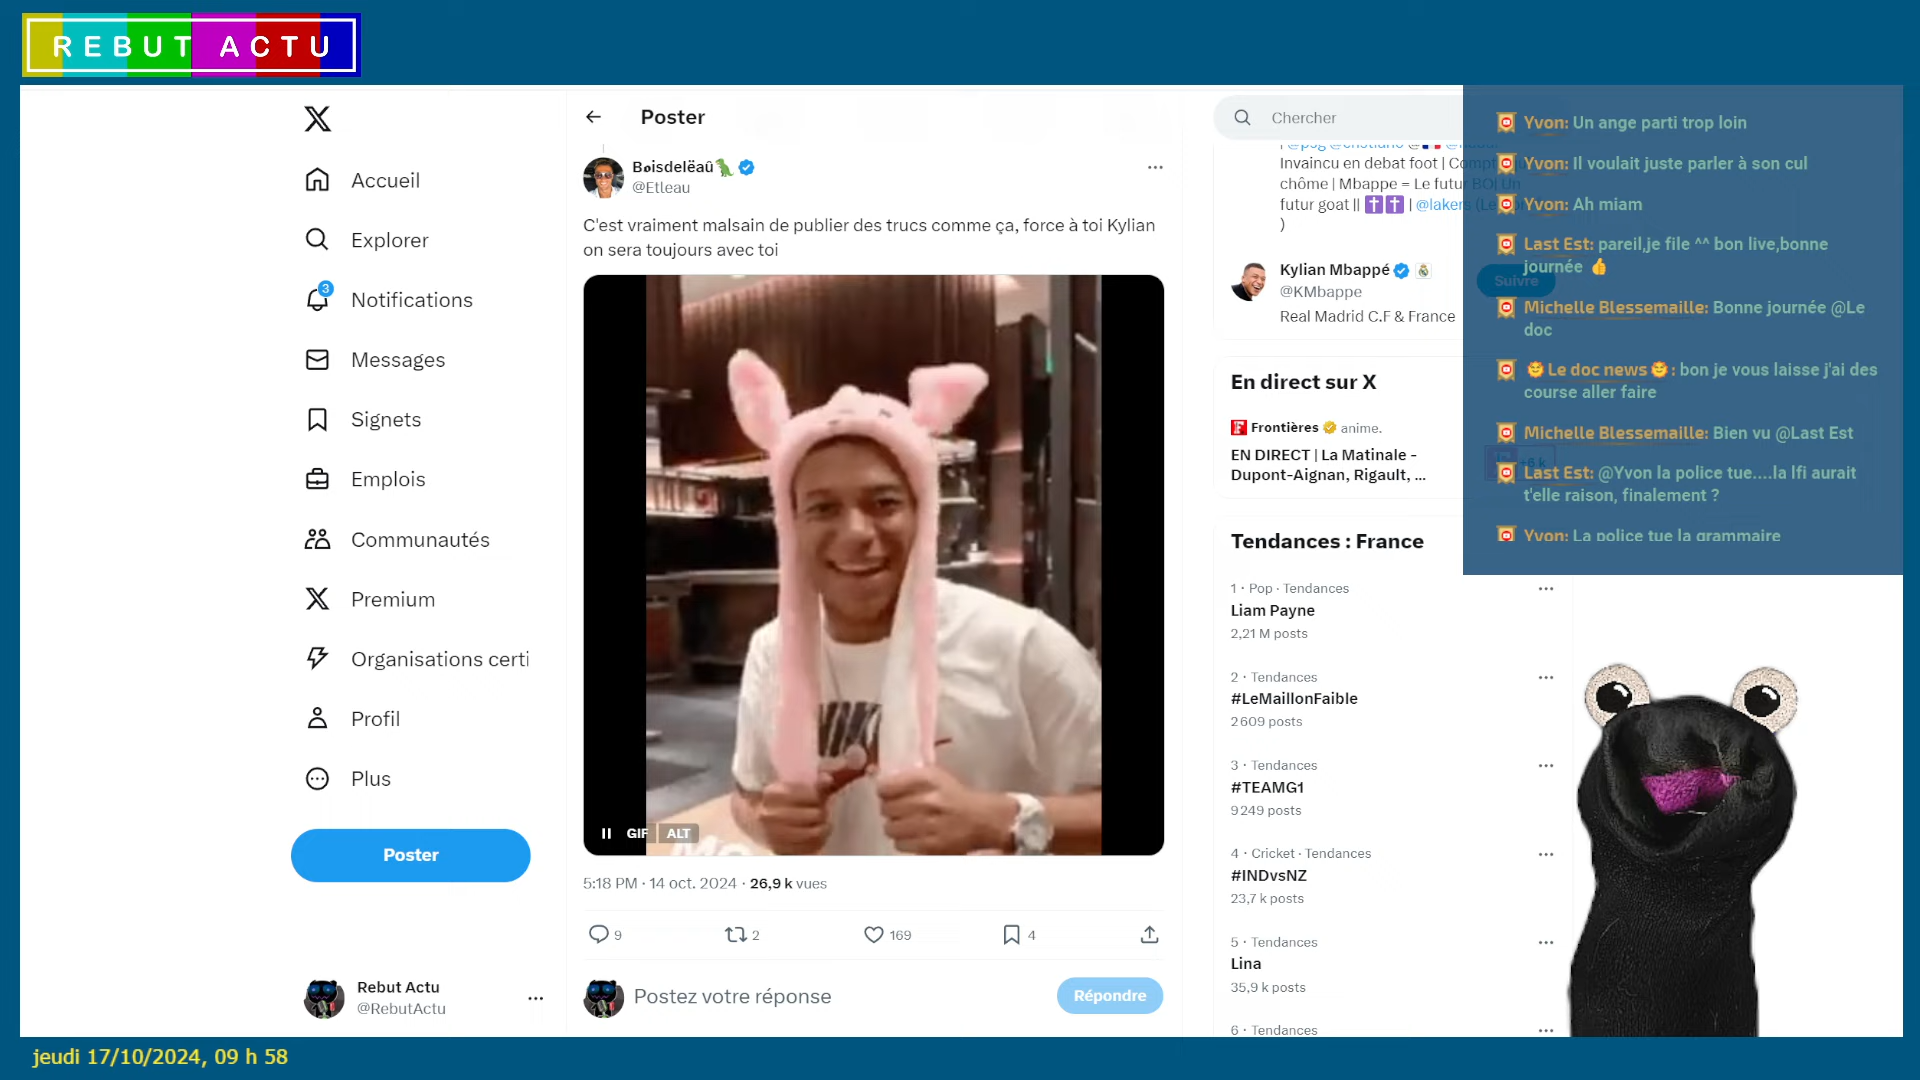 REBUT ACTU
Accueil
Explorer
3
Notifications
Messages
Signets
Emplois
Communautés
Premium
Organisations certi
Profil
Plus
Poster
Rebut Actu
@RebutActu
Poster
Bøisdelëaû
@Etleau
C'est vraiment malsain de publier des trucs comme ça, force à toi Kylian
on sera toujours avec toi
GIF ALT
5:18 PM · 14 oct. 2024 · 26,9 k vues
9
2
169
4
Postez votre réponse
Répondre
Chercher
Invaincu en debat foot |
chôme | Mbappe = Le futur BO| Un
futur goat || | @lakers
)
Kylian Mbappé
@KMbappe
Suivre
Real Madrid C.F & France
En direct sur X
Frontières anime.
EN DIRECT | La Matinale -
Dupont-Aignan, Rigault, ...
Tendances : France
1 · Pop · Tendances
Liam Payne
2,21 M posts
2 · Tendances
#LeMaillonFaible
2 609 posts
3 · Tendances
#TEAMG1
9 249 posts
4 · Cricket · Tendances
#INDvsNZ
23,7 k posts
5 · Tendances
Lina
35,9 k posts
6 · Tendances
Yvon: Un ange parti trop loin
Yvon: Il voulait juste parler à son cul
Yvon: Ah miam
Last Est: pareil,je file ^^ bon live,bonne
journée 👍
Michelle Blessemaille: Bonne journée @Le
doc
Le doc news : bon je vous laisse j'ai des
course aller faire
Michelle Blessemaille: Bien vu @Last Est
Last Est: @Yvon la police tue....la lfi aurait
t'elle raison, finalement ?
Yvon: La police tue la grammaire
jeudi 17/10/2024, 09 h 58